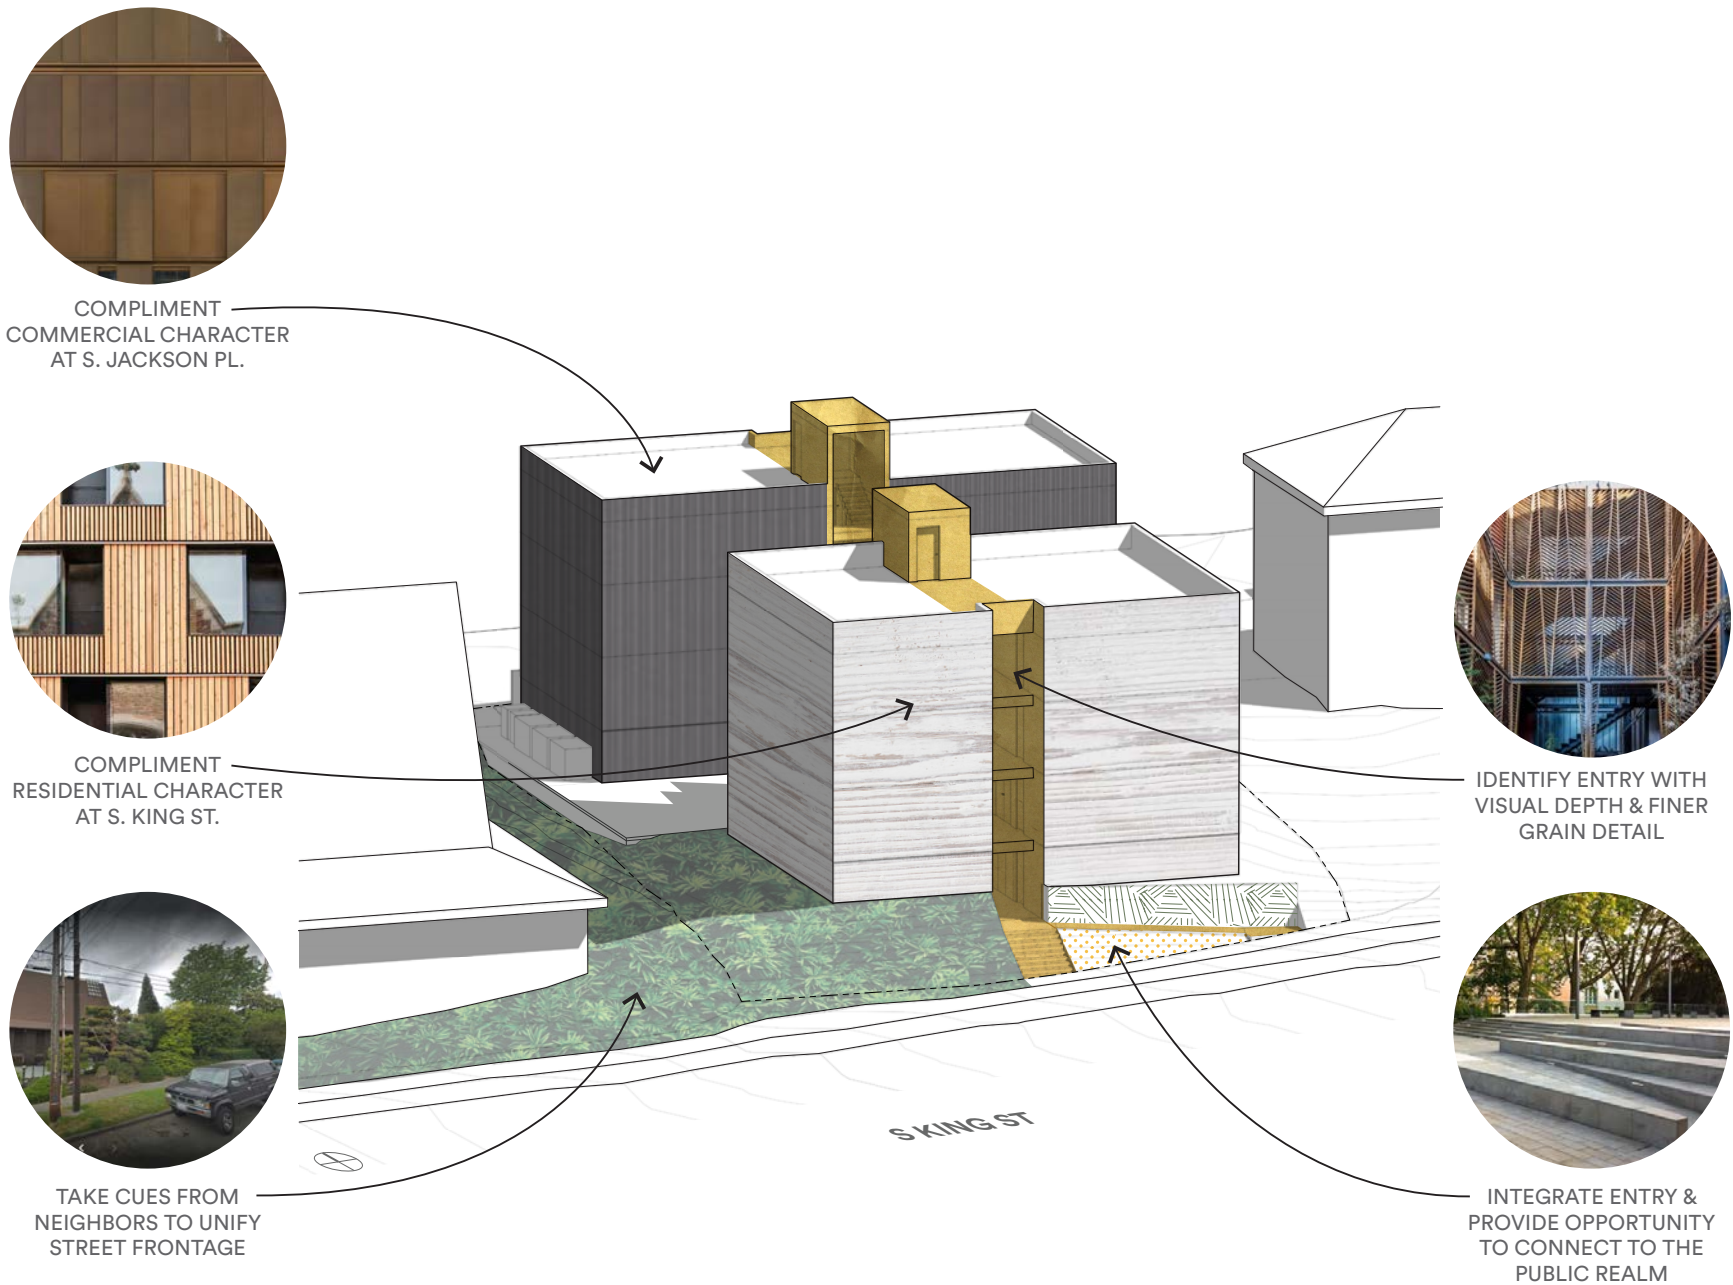 COMPLIMENT
COMMERCIAL CHARACTER
AT S. JACKSON PL.
COMPLIMENT
RESIDENTIAL CHARACTER
AT S. KING ST.
TAKE CUES FROM
NEIGHBORS TO UNIFY
STREET FRONTAGE
S KING ST
IDENTIFY ENTRY WITH
VISUAL DEPTH & FINER
GRAIN DETAIL
INTEGRATE ENTRY &
PROVIDE OPPORTUNITY
TO CONNECT TO THE
PUBLIC REALM